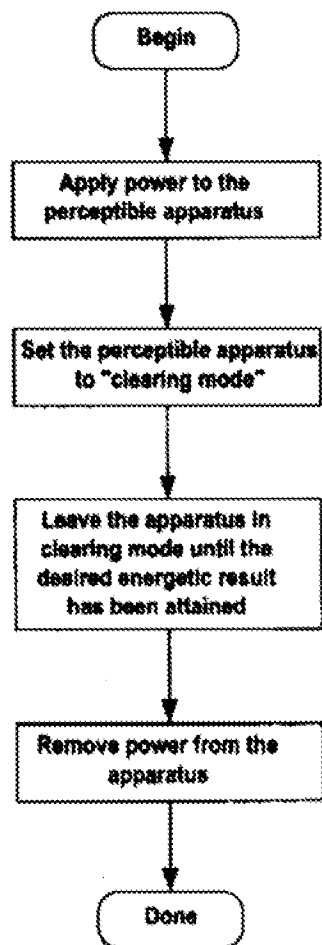 Begin
Apply power to the
perceptible apparatus
Set the perceptible apparatus
to "clearing mode"
Leave the apparatus in
clearing mode until the
desired energetic result
has been attained
Remove power from the
apparatus
Done